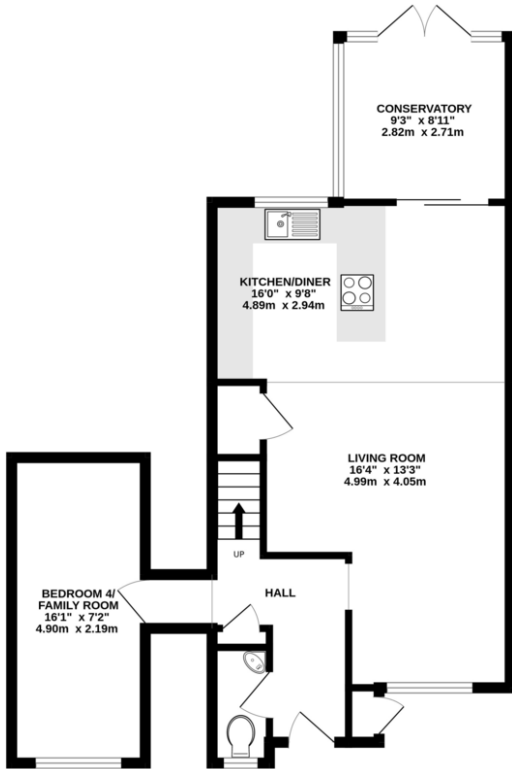 CONSERVATORY
9'3" x 8'11"
2.82m x 2.71m
KITCHEN/DINER
16'0" x 9'8"
4.89m x 2.94m
LIVING ROOM
16'4" x 13'3"
4.99m x 4.05m
UP
HALL
BEDROOM 4/
FAMILY ROOM
16'1" x 7'2"
4.90m x 2.19m